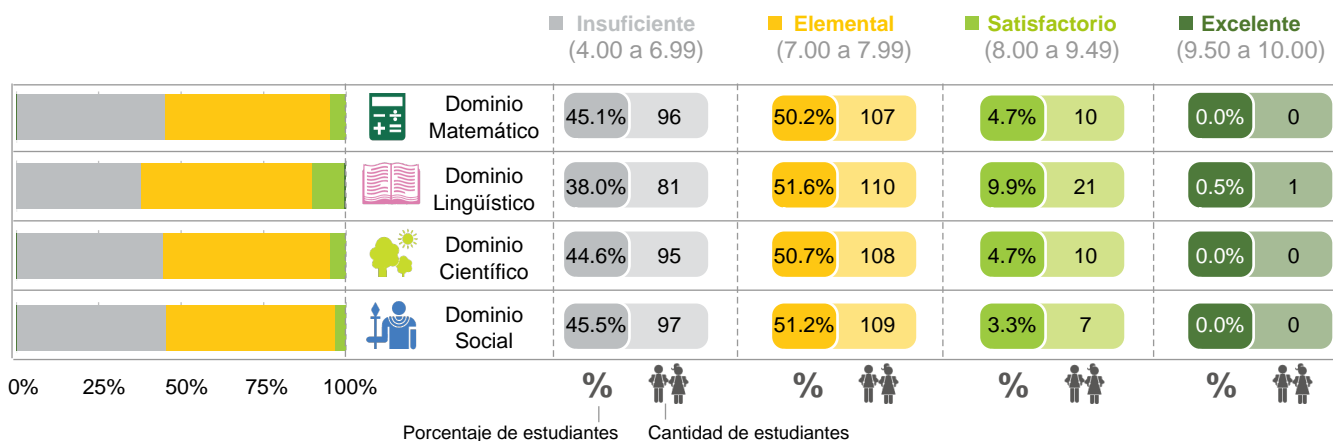 Insuficiente Elemental Satisfactorio Excelente
(4.00 a 6.99) (7.00 a 7.99) (8.00 a 9.49) (9.50 a 10.00)
Dominio
Matemático
45.1% 96 50.2% 107 4.7% 10 0.0% 0
Dominio
Lingüístico
38.0% 81 51.6% 110 9.9% 21 0.5% 1
Dominio
Científico
44.6% 95 50.7% 108 4.7% 10 0.0% 0
Dominio
Social
45.5% 97 51.2% 109 3.3% 7 0.0% 0
0% 25% 50% 75% 100% % % % %
Porcentaje de estudiantes Cantidad de estudiantes